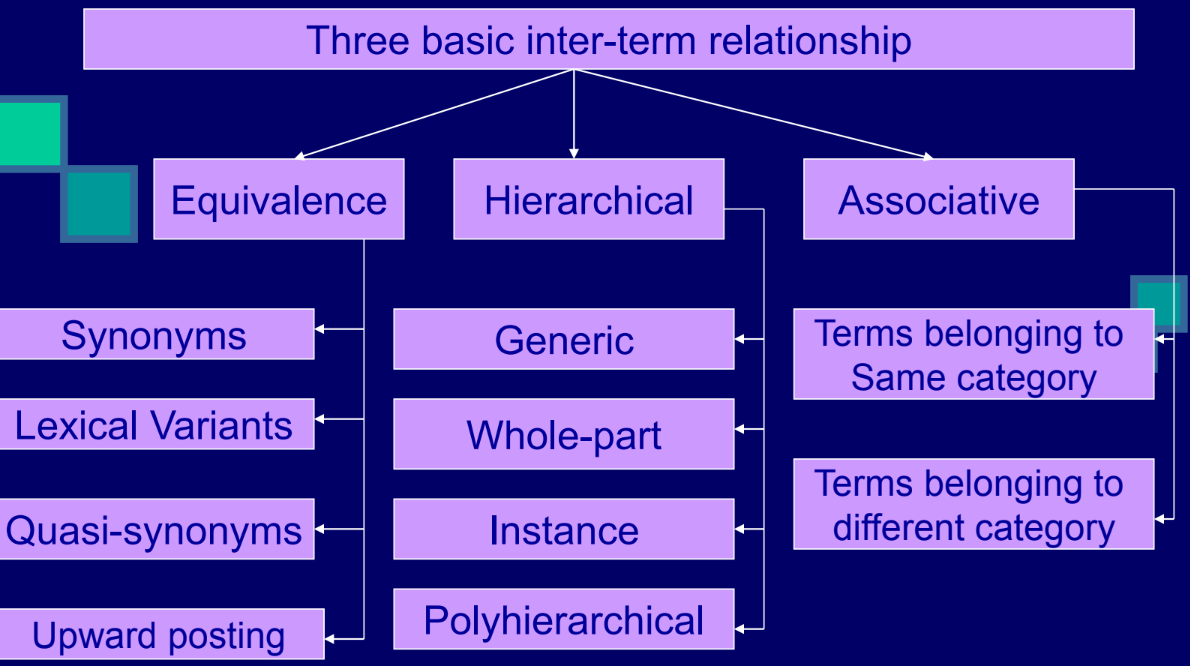 Three basic inter-term relationship
Equivalence
Hierarchical
Associative
Synonyms
Lexical Variants
Quasi-synonyms
Upward posting
Generic
Whole-part
Instance
Polyhierarchical
Terms belonging to
Same category
Terms belonging to
different category